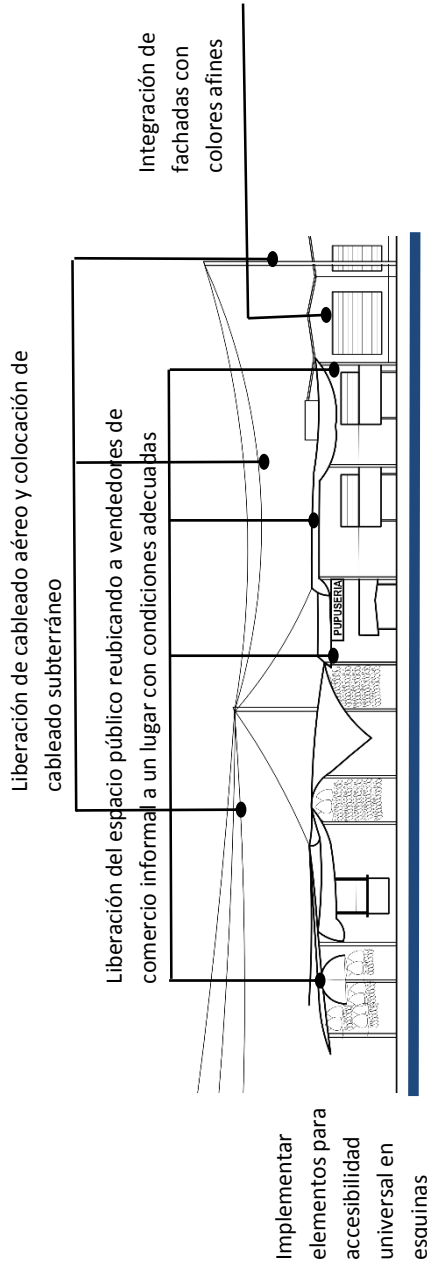 Liberación de cableado aéreo y colocación de
cableado subterráneo
Liberación del espacio público reubicando a vendedores de
comercio informal a un lugar con condiciones adecuadas
Integración de
fachadas con
colores afines
PUPUSERIA
Implementar
elementos para
accesibilidad
universal en
esquinas